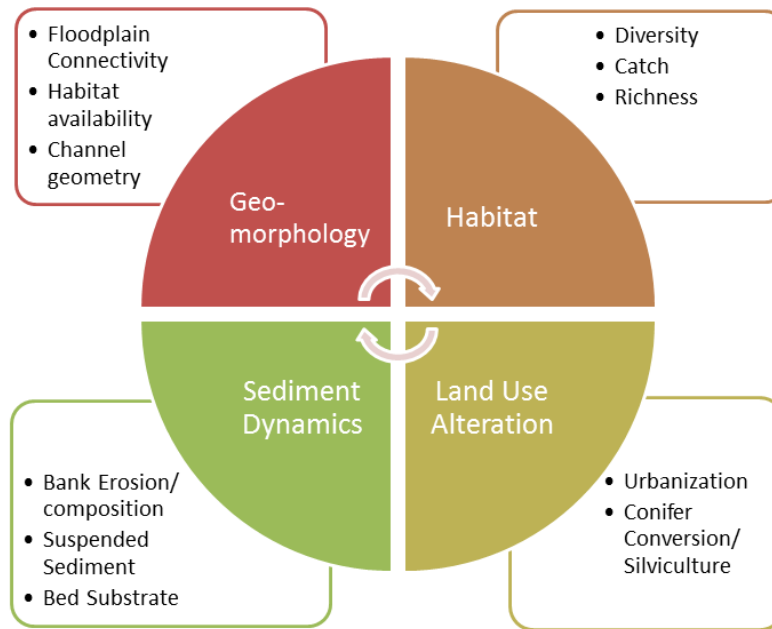 • Floodplain
Connectivity
• Habitat
availability
• Channel
geometry
• Diversity
• Catch
• Richness
Geo-
morphology
Habitat
Sediment
Dynamics
Land Use
Alteration
• Bank Erosion/
composition
• Suspended
Sediment
• Bed Substrate
• Urbanization
• Conifer
Conversion/
Silviculture